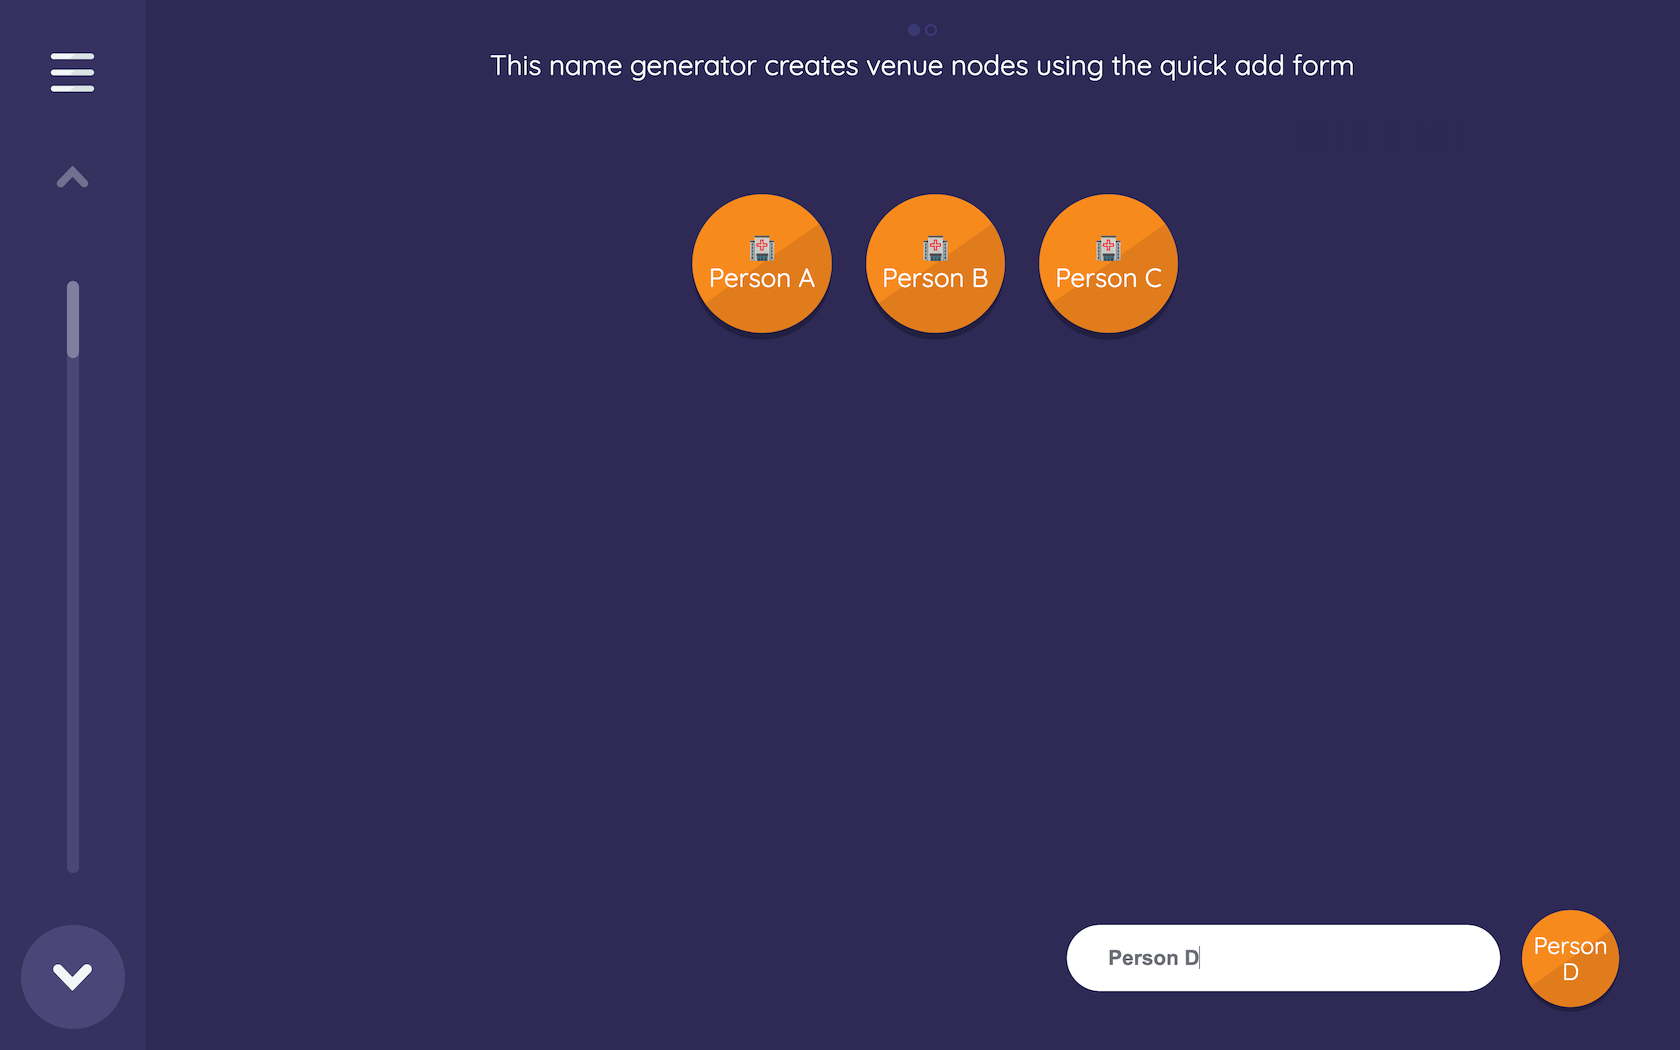 This name generator creates venue nodes using the quick add form
Person A
Person B
Person C
Person D
Person
D